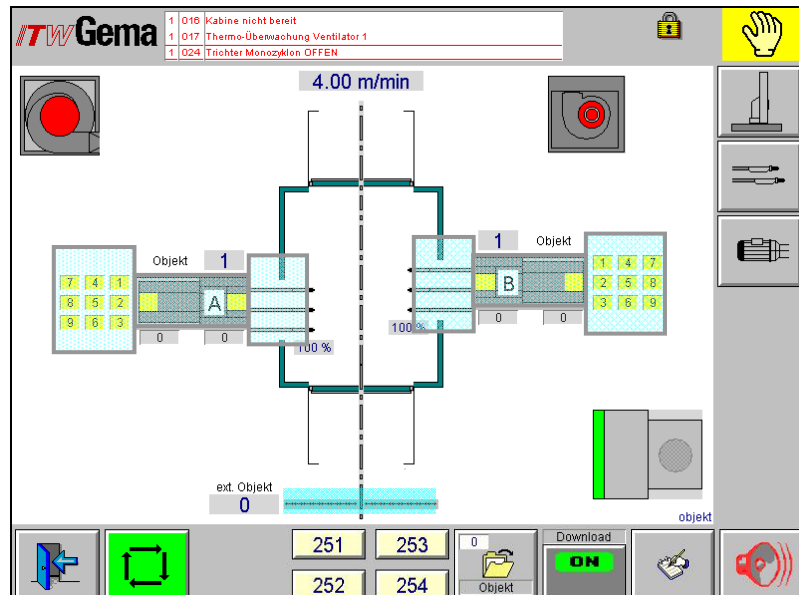 ITW Gema
1 016 Kabine nicht bereit
1 017 Thermo-Überwachung Ventilator 1
1 024 Trichter Monozyklon OFFEN
4.00 m/min
Objekt 1
1 Objekt
7 4 1
8 5 2
9 6 3
A
0 0
100 %
1 4 7
2 5 8
3 6 9
B
0 0
100 %
ext. Objekt
0
objekt
251 253
252 254
0
Objekt
Download
ON